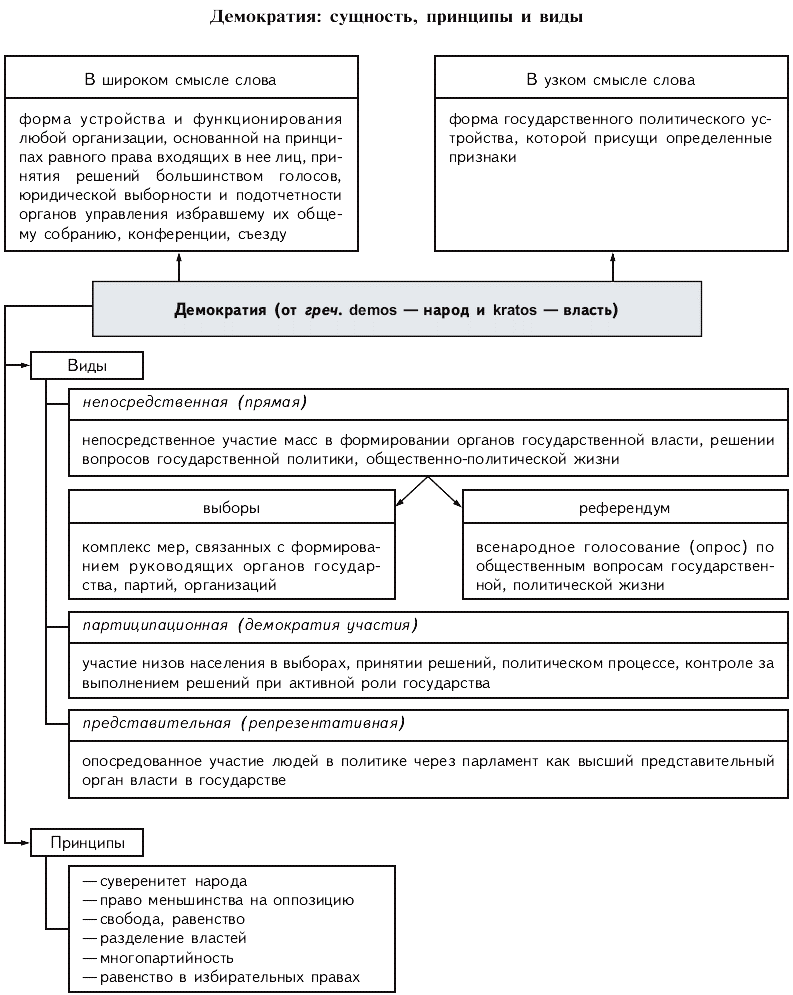 Демократия: сущность, принципы и виды
В широком смысле слова
форма устройства и функционирования
любой организации, основанной на принци-
пах равного права входящих в нее лиц, при-
нятия решений большинством голосов,
юридической выборности и подотчетности
органов управления избравшему их обще-
му собранию, конференции, съезду
В узком смысле слова
форма государственного политического ус-
тройства, которой присущи определенные
признаки
Демократия (от греч. demos — народ и kratos — власть)
Виды
непосредственная (прямая)
непосредственное участие масс в формировании органов государственной власти, решении
вопросов государственной политики, общественно-политической жизни
выборы
комплекс мер, связанных с формирова-
нием руководящих органов государ-
ства, партий, организаций
референдум
всенародное голосование (опрос) по
общественным вопросам государствен-
ной, политической жизни
партиципационная (демократия участия)
участие низов населения в выборах, принятии решений, политическом процессе, контроле за
выполнением решений при активной роли государства
представительная (репрезентативная)
опосредованное участие людей в политике через парламент как высший представительный
орган власти в государстве
Принципы
— суверенитет народа
— право меньшинства на оппозицию
— свобода, равенство
— разделение властей
— многопартийность
— равенство в избирательных правах